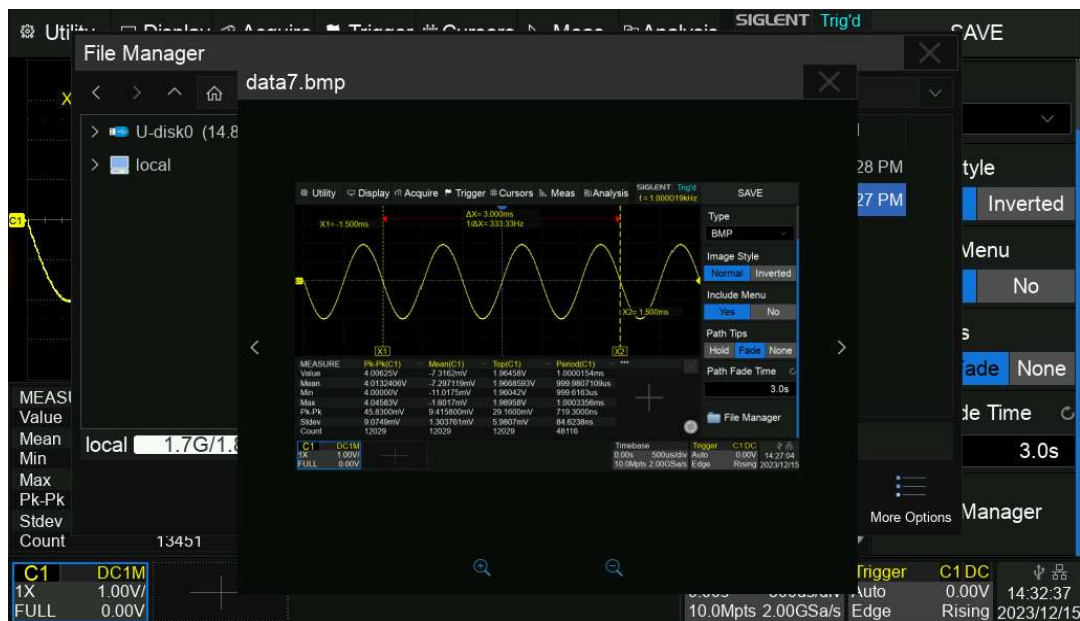 SIGLENT Trig'd
Utility Display Acquire Trigger Cursors Meas Analysis SAVE
File Manager
data7.bmp
U-disk0 (14.8
local
28 PM
27 PM
tyle
Inverted
Menu
No
s
Fade None
de Time
3.0s
Manager
Utility Display Acquire Trigger Cursors Meas Analysis SIGLENT Trig'd SAVE
f = 1.000019kHz
X1= -1.500ms
ΔX= 3.000ms
1/ΔX= 333.33Hz
X2= 1.500ms
X1 X2
Type
BMP
Image Style
Normal Inverted
Include Menu
Yes No
Path Tips
Hold Fade None
Path Fade Time
3.0s
File Manager
MEASURE Pk-Pk(C1) Mean(C1) Top(C1) Period(C1)
Value 4.00625V -7.3162mV 1.96458V 1.0000154ms
Mean 4.0132406V -7.297119mV 1.9668593V 999.9807109us
Min 4.00000V -11.0175mV 1.96042V 999.6163us
Max 4.04583V -1.6017mV 1.98958V 1.0003356ms
Pk-Pk 45.8300mV 9.415800mV 29.1600mV 719.3000ns
Stdev 9.0749mV 1.303761mV 5.9807mV 84.6238ns
Count 12029 12029 12029 48116
C1 DC1M
1X 1.00V/
FULL 0.00V
Timebase
0.00s 500us/div
10.0Mpts 2.00GSa/s
Trigger C1 DC
Auto 0.00V
Edge Rising
14:27:04
2023/12/15
X
C1
MEAS
Value
Mean
Min
Max
Pk-Pk
Stdev
Count 13451
local 1.7G/1.8
More Options
C1 DC1M
1X 1.00V/
FULL 0.00V
10.0Mpts 2.00GSa/s
Trigger C1 DC
Auto 0.00V
Edge Rising
14:32:37
2023/12/15